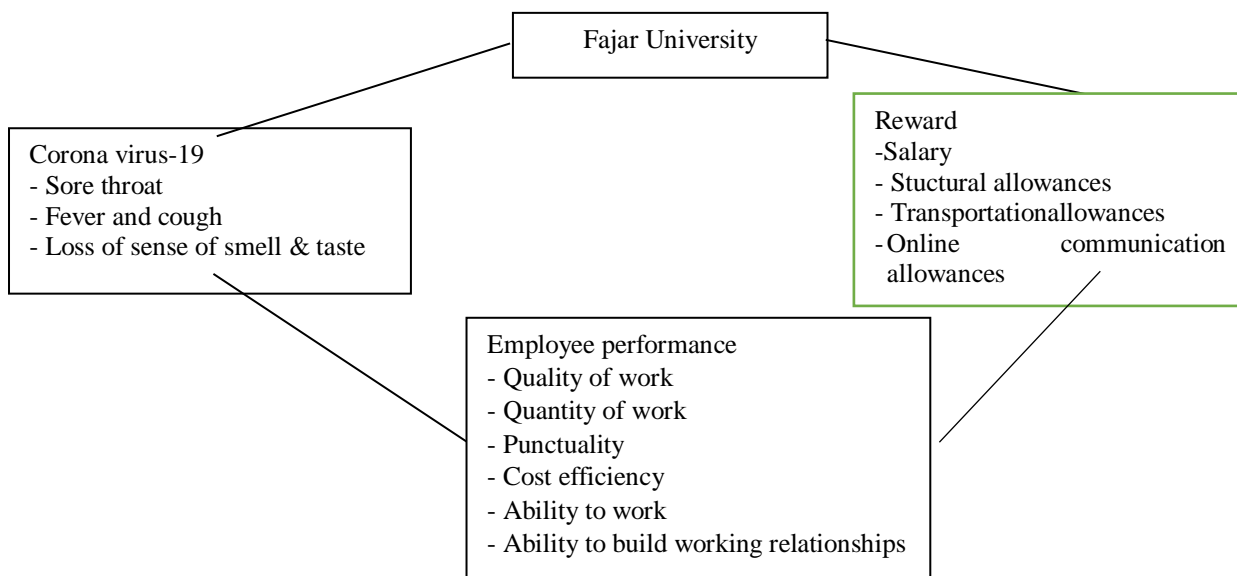 Fajar University
Corona virus-19
- Sore throat
- Fever and cough
- Loss of sense of smell & taste
Reward
-Salary
- Stuctural allowances
- Transportationallowances
-Online communication
allowances
Employee performance
- Quality of work
- Quantity of work
- Punctuality
- Cost efficiency
- Ability to work
- Ability to build working relationships